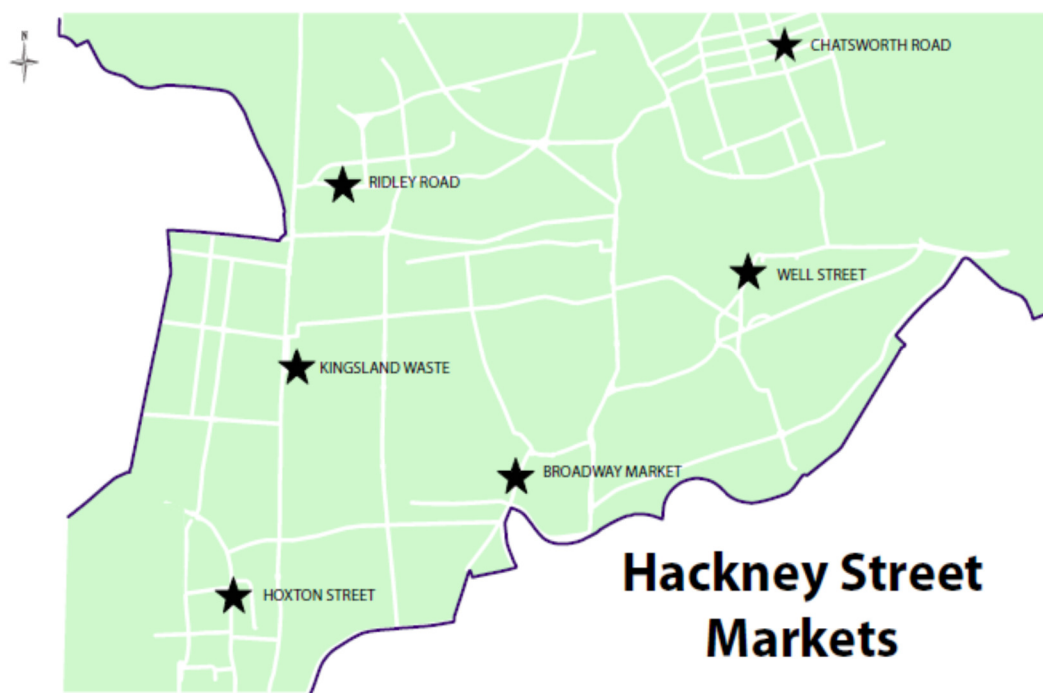 N
CHATSWORTH ROAD
RIDLEY ROAD
WELL STREET
KINGSLAND WASTE
BROADWAY MARKET
HOXTON STREET
Hackney Street
Markets